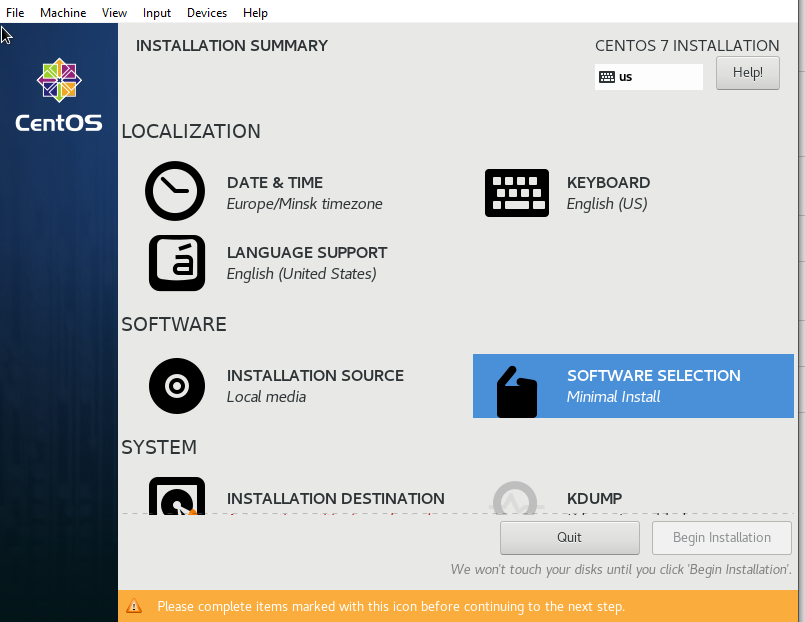 File Machine View Input Devices Help
INSTALLATION SUMMARY
CENTOS 7 INSTALLATION
us
Help!
CentOS
LOCALIZATION
DATE & TIME
Europe/Minsk timezone
KEYBOARD
English (US)
á
LANGUAGE SUPPORT
English (United States)
SOFTWARE
INSTALLATION SOURCE
Local media
SOFTWARE SELECTION
Minimal Install
SYSTEM
INSTALLATION DESTINATION
KDUMP
Quit
Begin Installation
We won't touch your disks until you click 'Begin Installation'.
Please complete items marked with this icon before continuing to the next step.